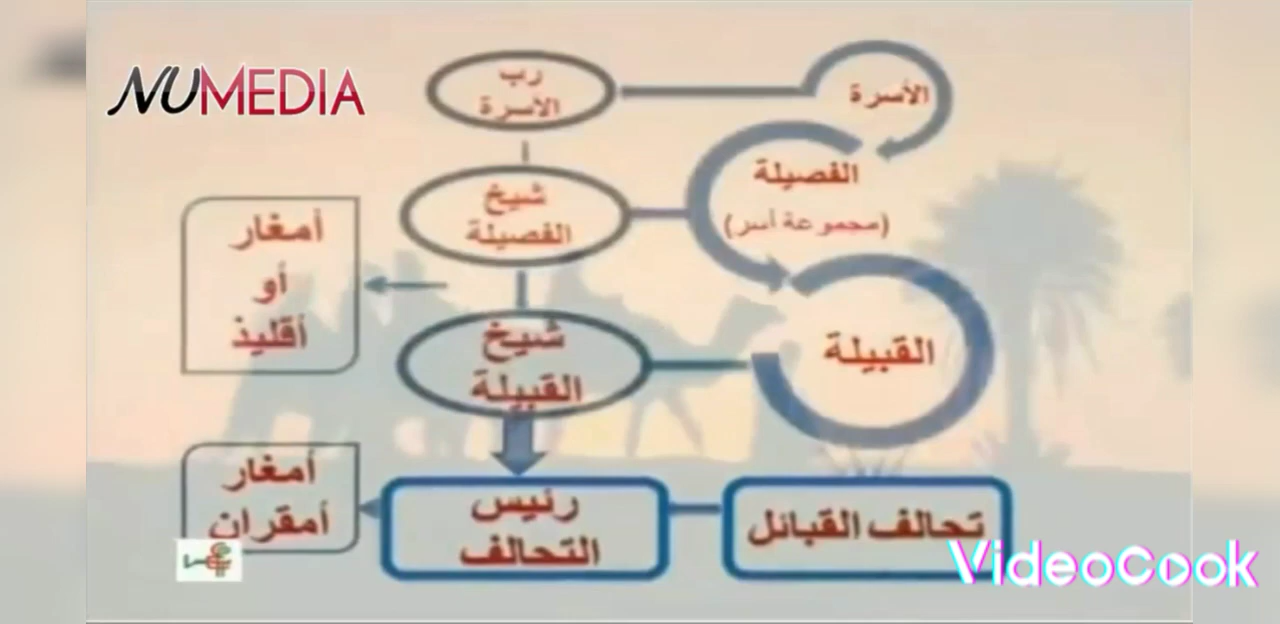 NUMEDIA
الأسرة
رب
الأسرة
الفصيلة
(مجموعة أسر)
شيخ
الفصيلة
أمغار
أو
أقليذ
القبيلة
شيخ
القبيلة
أمغار
أمقران
رئيس
التحالف
تحالف القبائل
VideoCook